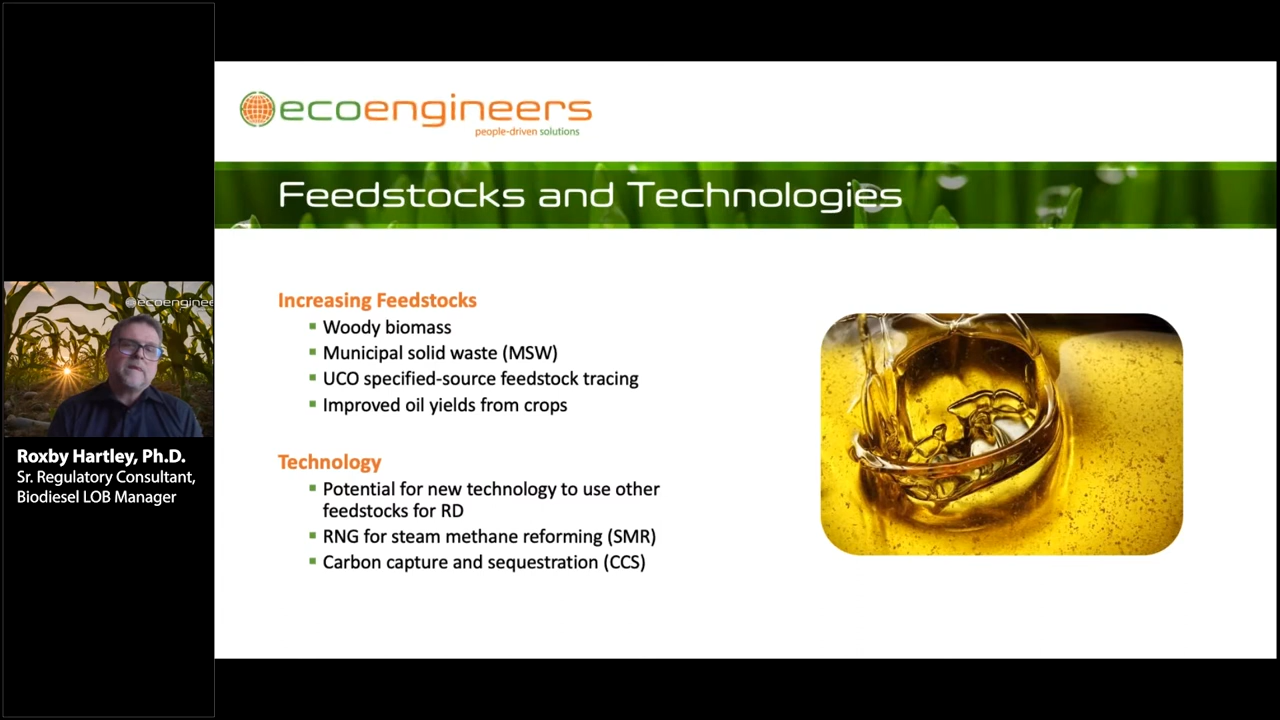 ecoengineers
people-driven solutions
Feedstocks and Technologies
Increasing Feedstocks
▪ Woody biomass
▪ Municipal solid waste (MSW)
▪ UCO specified-source feedstock tracing
▪ Improved oil yields from crops
Technology
▪ Potential for new technology to use other
feedstocks for RD
▪ RNG for steam methane reforming (SMR)
▪ Carbon capture and sequestration (CCS)
ecoenginee
Roxby Hartley, Ph.D.
Sr. Regulatory Consultant,
Biodiesel LOB Manager